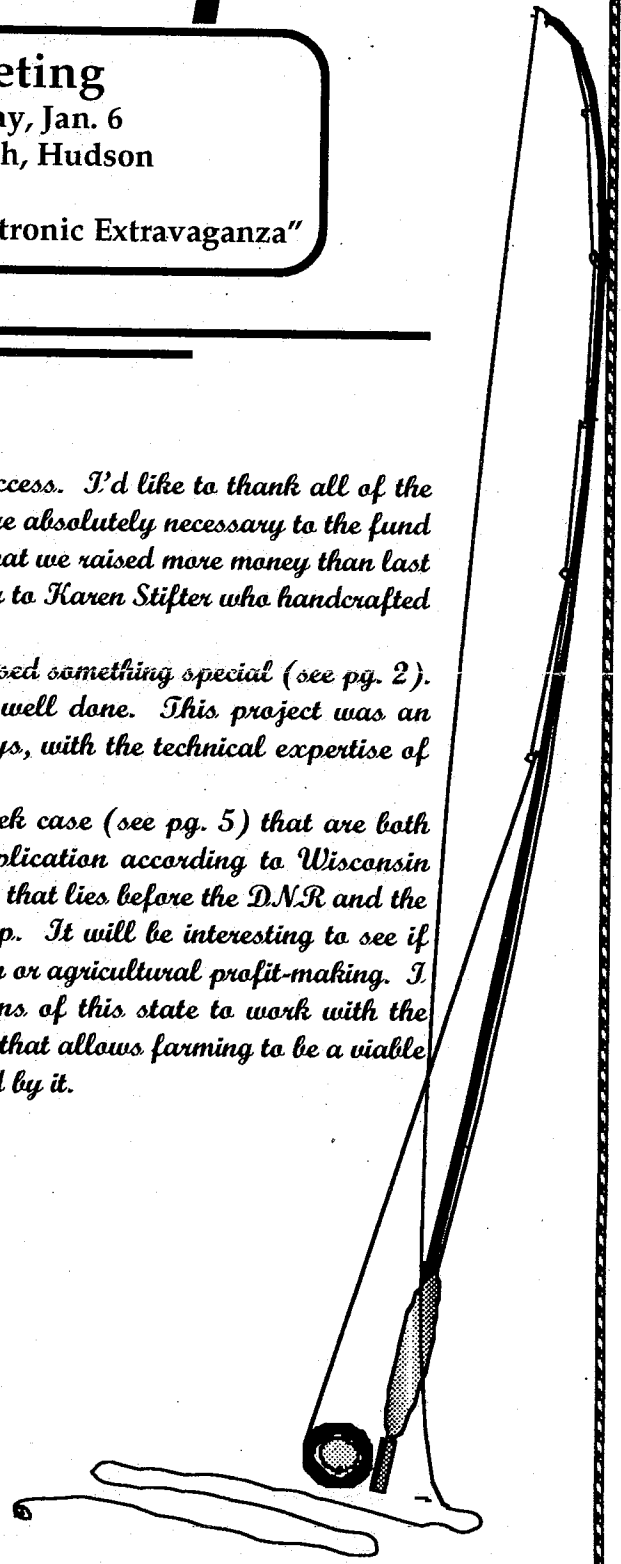 eting
ay, Jan. 6
h, Hudson
tronic Extravaganza”
ccess. I'd like to thank all of the
e absolutely necessary to the fund
at we raised more money than last
to Karen Stifter who handcrafted
sed something special (see pg. 2).
well done. This project was an
ys, with the technical expertise of
ek case (see pg. 5) that are both
plication according to Wisconsin
that lies before the DNR and the
p. It will be interesting to see if
or agricultural profit-making. I
ns of this state to work with the
that allows farming to be a viable
d by it.